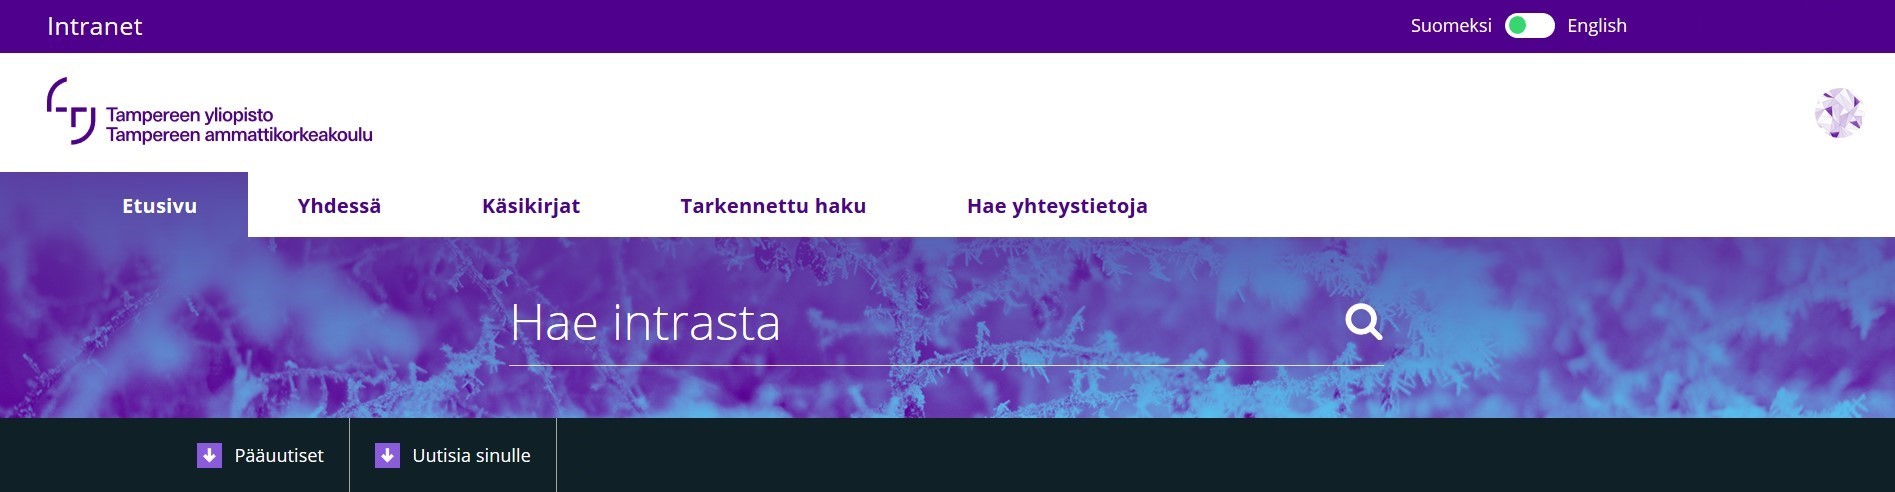 Intranet
Suomeksi English
Tampereen yliopisto
Tampereen ammattikorkeakoulu
Etusivu Yhdessä Käsikirjat Tarkennettu haku Hae yhteystietoja
Hae intrasta
Pääuutiset Uutisia sinulle